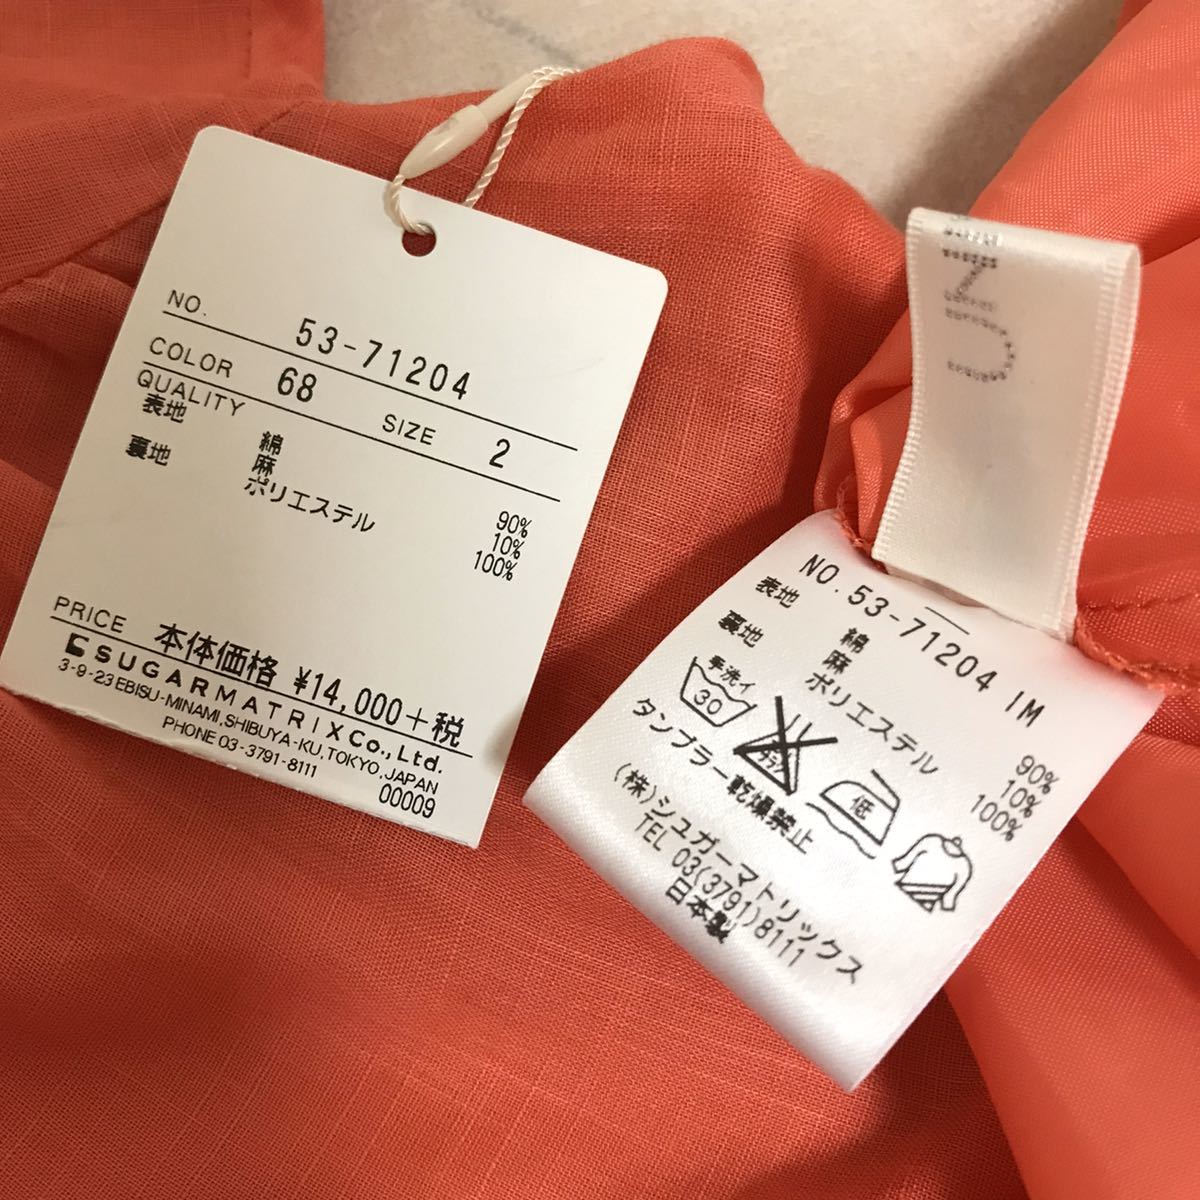 NO. 53-71204
COLOR 68 SIZE 2
QUALITY
表地 綿 90%
麻 10%
裏地 ポリエステル 100%
PRICE 本体価格 ¥14,000+税
SUGARMATRIX Co.,Ltd.
3-9-23 EBISU-MINAMI, SHIBUYA-KU, TOKYO, JAPAN
PHONE 03-3791-8111
00009
NO.53-71204 1M
表地 綿 90%
麻 10%
裏地 ポリエステル 100%
手洗イ
30
低
タンブラー乾燥禁止
(株)シュガーマトリックス
TEL 03(3791)8111
日本製